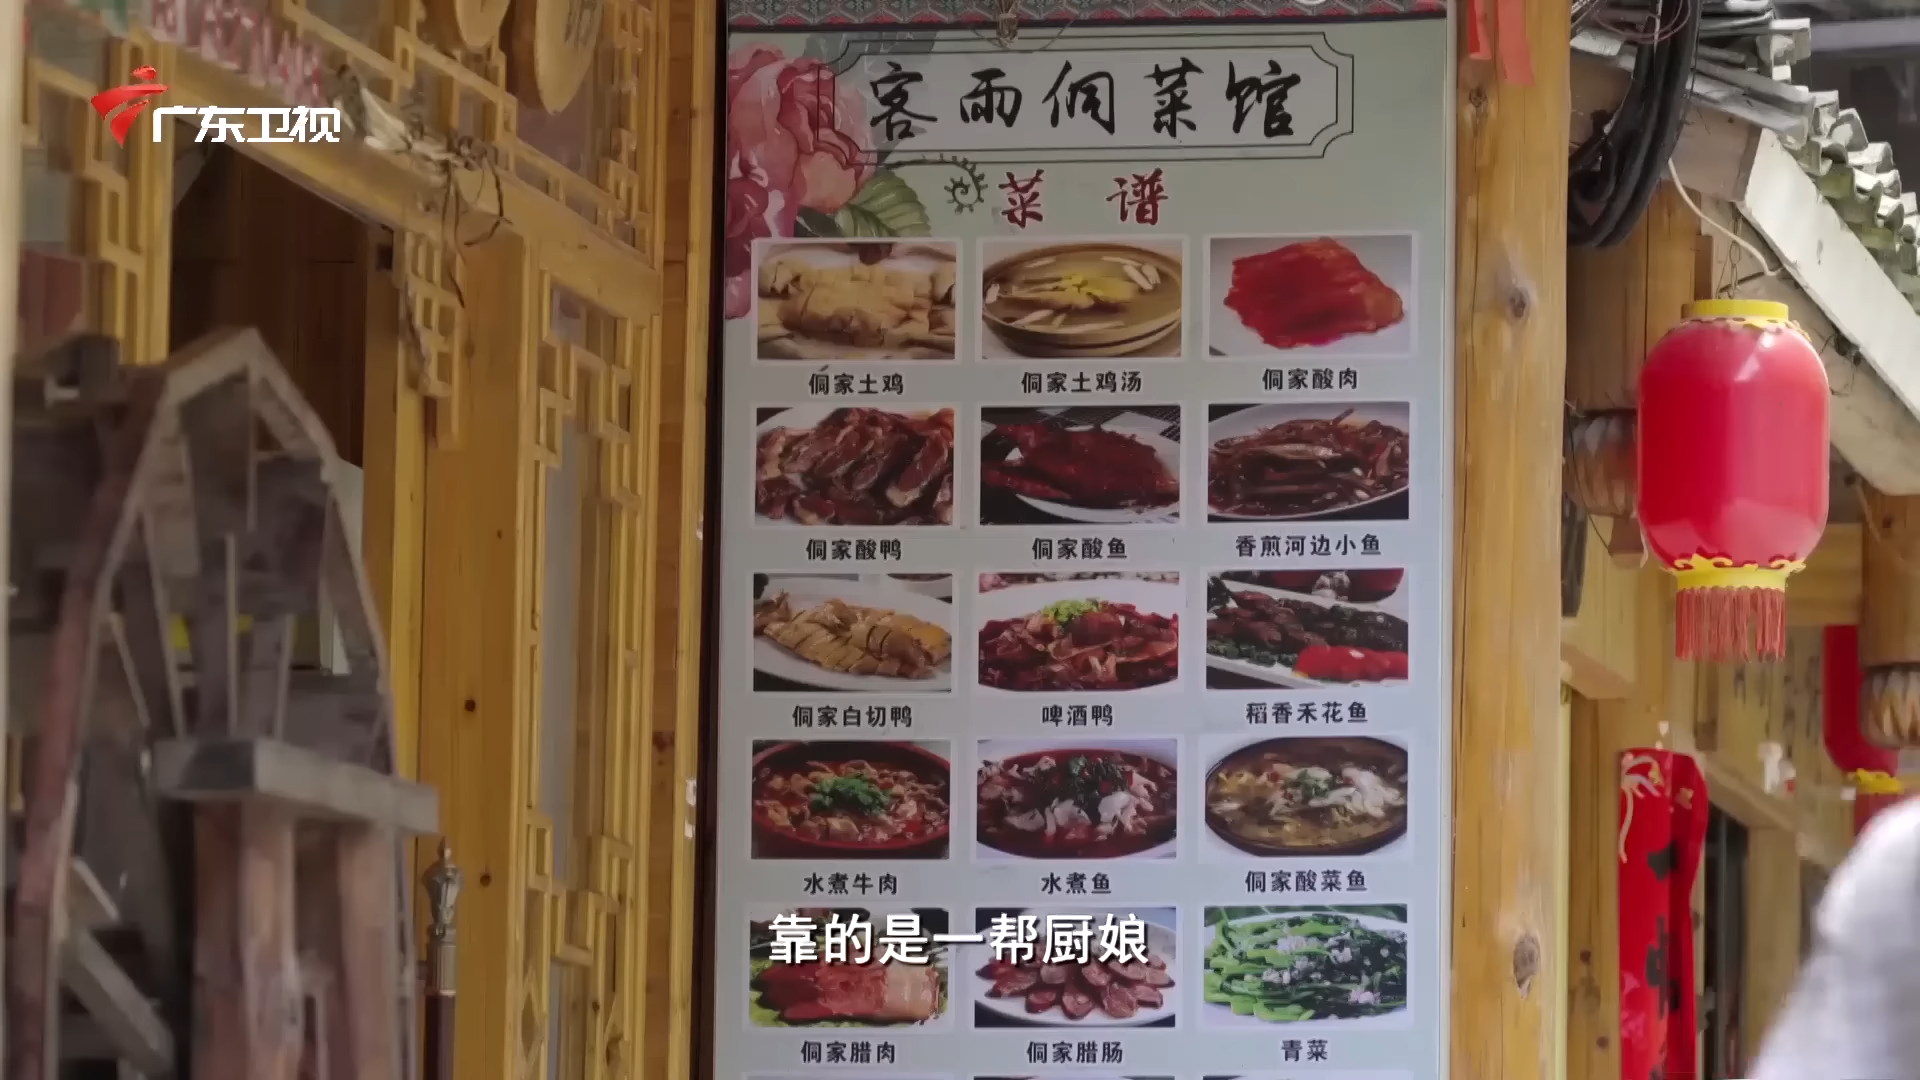 广东卫视
客雨侗菜馆
菜 谱
侗家土鸡 侗家土鸡汤 侗家酸肉
侗家酸鸭 侗家酸鱼 香煎河边小鱼
侗家白切鸭 啤酒鸭 稻香禾花鱼
水煮牛肉 水煮鱼 侗家酸菜鱼
靠的是一帮厨娘
侗家腊肉 侗家腊肠 青菜